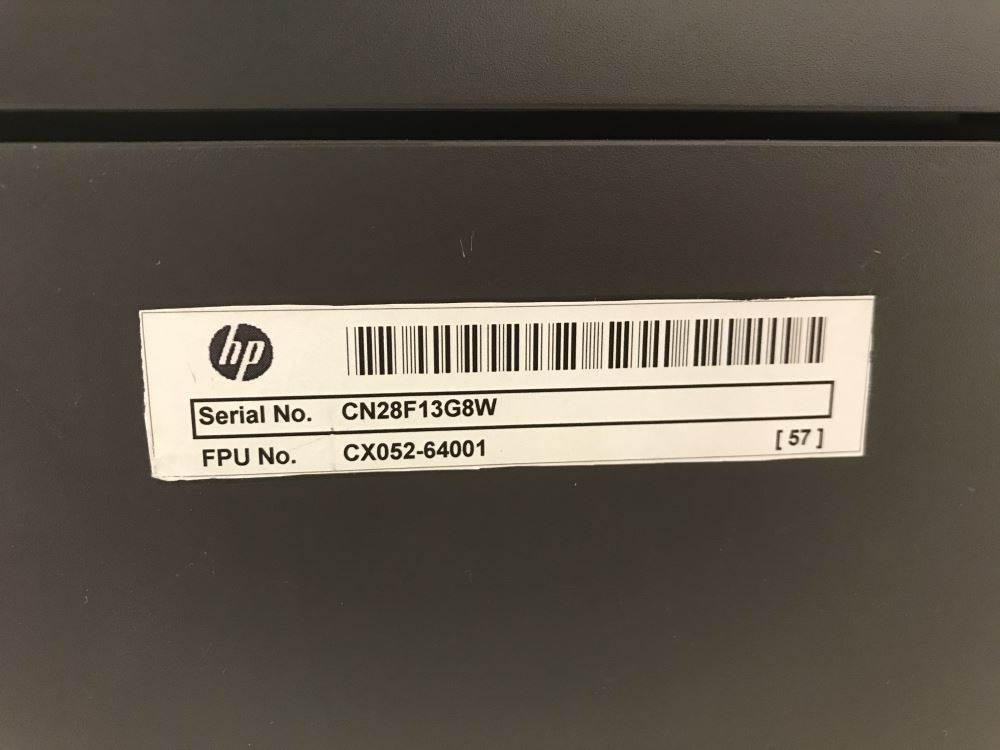 hp
Serial No. CN28F13G8W
FPU No. CX052-64001 [ 57 ]